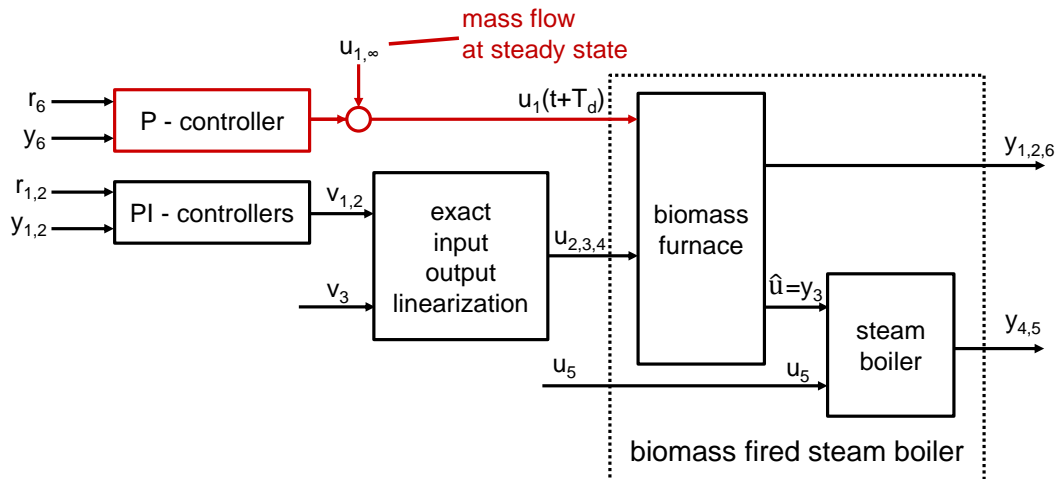 mass flow
at steady state
u1,∞
r6
y6
P - controller
u1(t+Td)
r1,2
y1,2
PI - controllers
v1,2
v3
exact
input
output
linearization
u2,3,4
u5
biomass
furnace
y1,2,6
û=y3
u5
steam
boiler
y4,5
biomass fired steam boiler